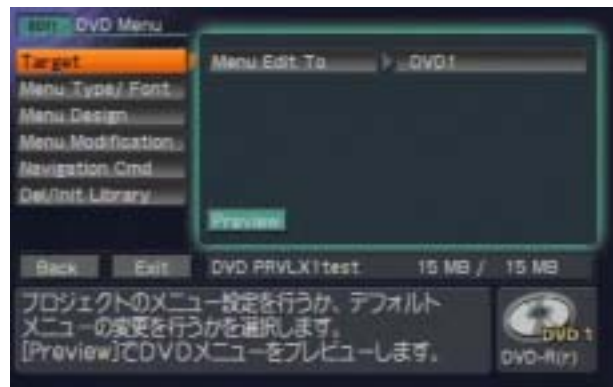 EDIT DVD Menu
Target
Menu Edit To
DVD1
Menu Type/ Font
Menu Design
Menu Modification
Navigation Cmd
Del/Init Library
Preview
Back
Exit
DVD PRVLX1test
15 MB / 15 MB
プロジェクトのメニュー設定を行うか、デフォルト
メニューの変更を行うかを選択します。
[Preview]でDVDメニューをプレビューします。
DVD 1
DVD-R(r)